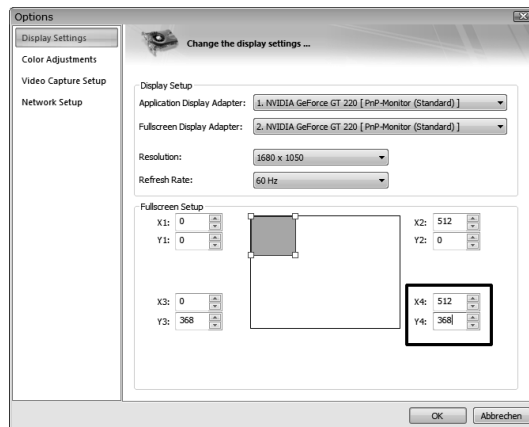 Options
Display Settings
Color Adjustments
Video Capture Setup
Network Setup
Change the display settings ...
Display Setup
Application Display Adapter: 1. NVIDIA GeForce GT 220 [ PnP-Monitor (Standard) ]
Fullscreen Display Adapter: 2. NVIDIA GeForce GT 220 [ PnP-Monitor (Standard) ]
Resolution: 1680 x 1050
Refresh Rate: 60 Hz
Fullscreen Setup
X1: 0 X2: 512
Y1: 0 Y2: 0
X3: 0 X4: 512
Y3: 368 Y4: 368
OK Abbrechen